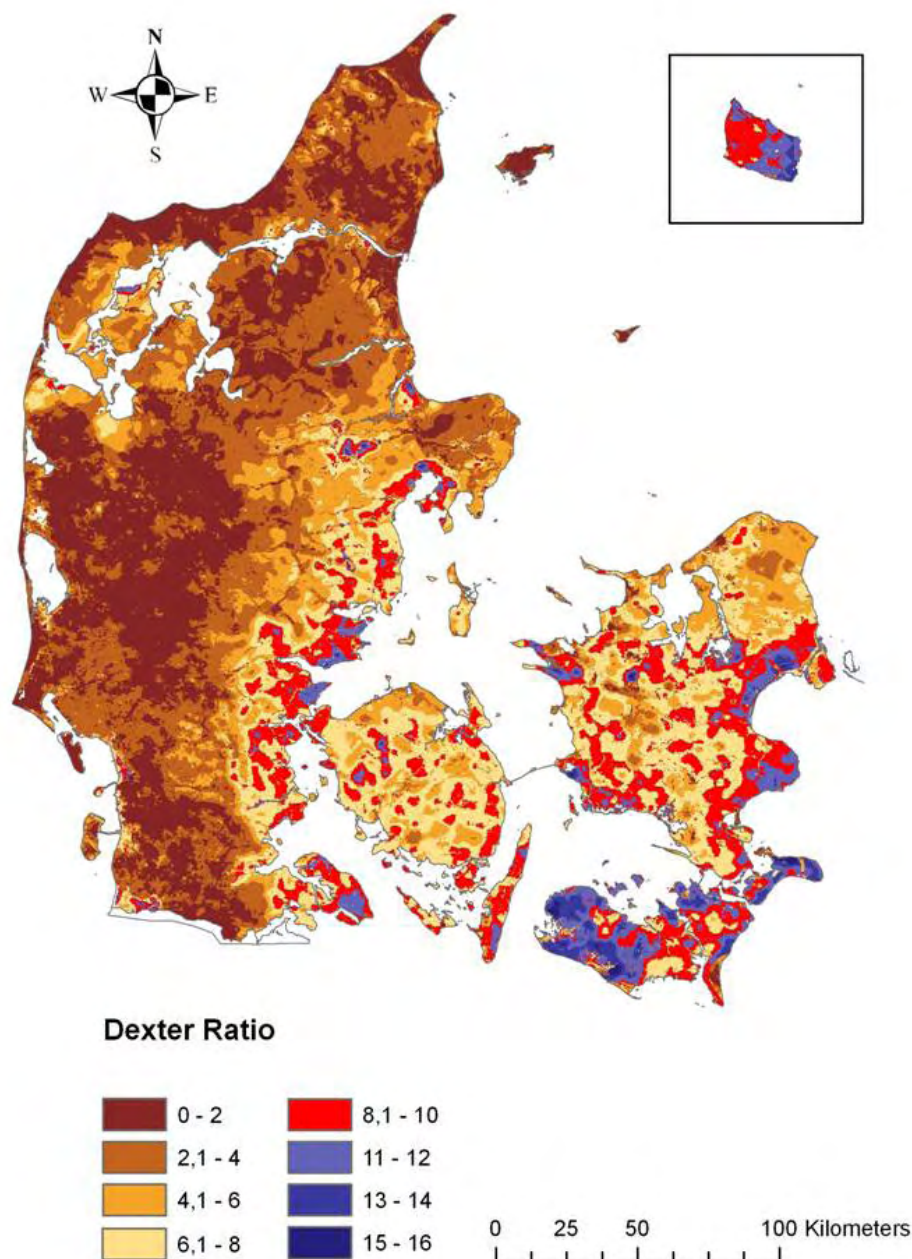 N
W E
S
Dexter Ratio
0 - 2
2,1 - 4
4,1 - 6
6,1 - 8
8,1 - 10
11 - 12
13 - 14
15 - 16
0 25 50 100 Kilometers